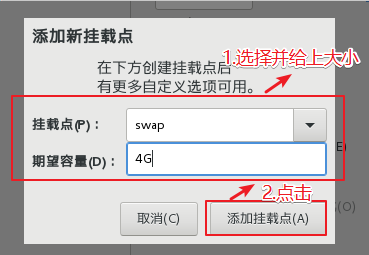 添加新挂载点
1.选择并给上大小
在下方创建挂载点后
有更多自定义选项可用。
挂载点(P)： swap
E)
期望容量(D)： 4G
2.点击
取消(C) 添加挂载点(A)
(O)